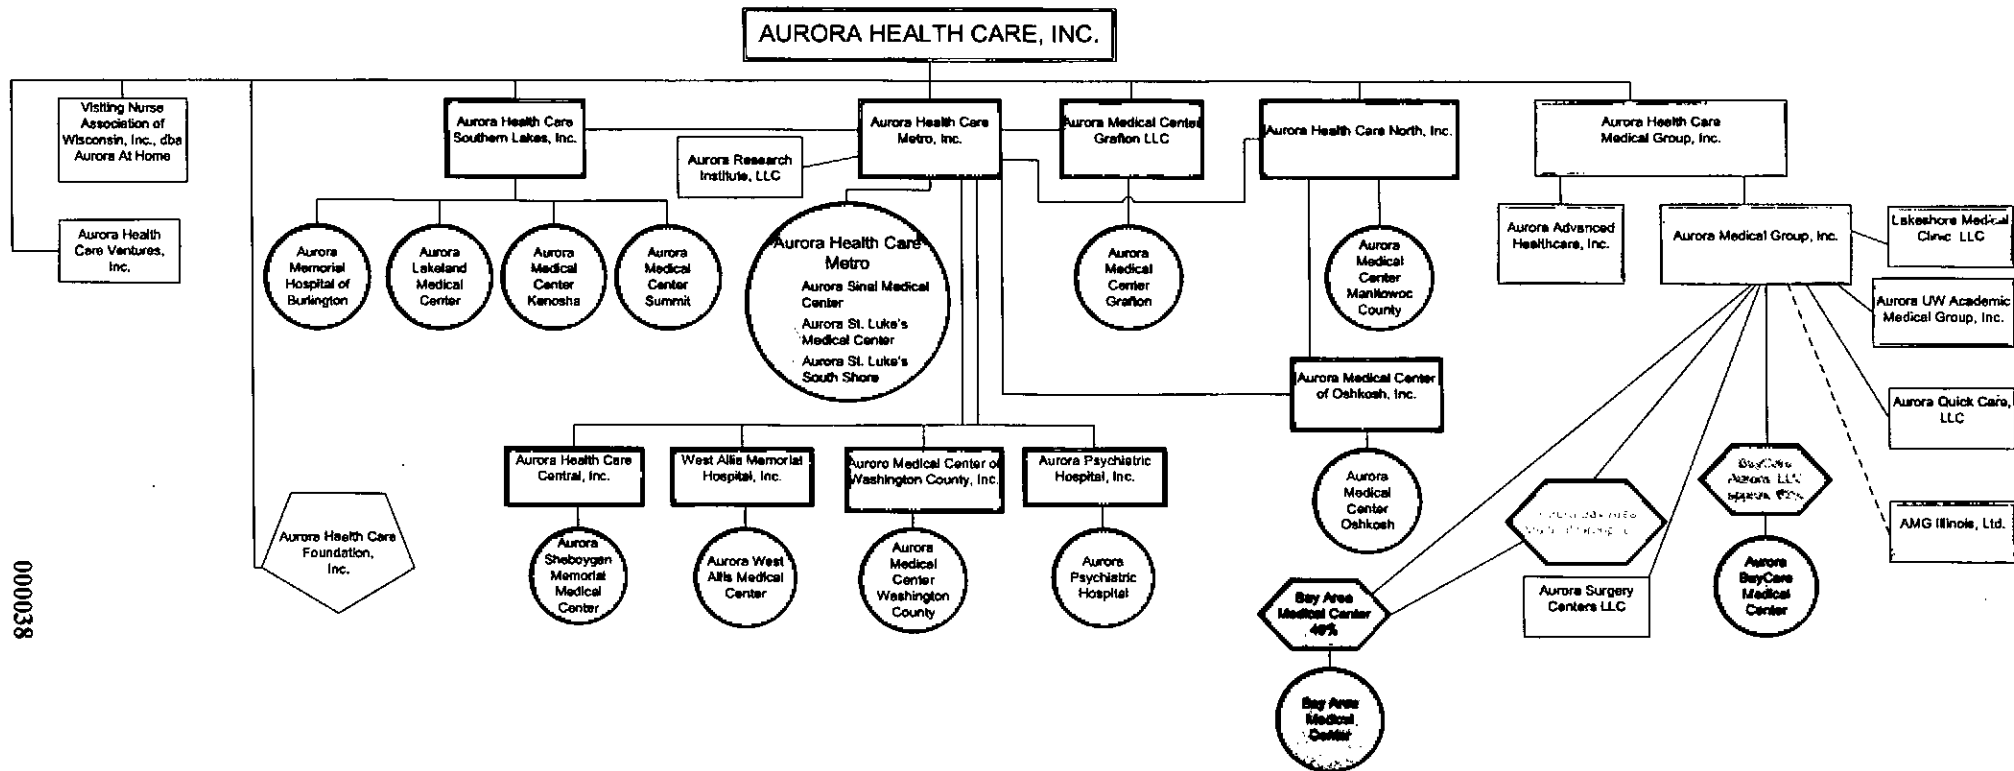 AURORA HEALTH CARE, INC.
Visiting Nurse
Association of
Wisconsin, Inc., dba
Aurora At Home
Aurora Health
Care Ventures,
Inc.
Aurora Health Care
Southern Lakes, Inc.
Aurora Research
Institute, LLC
Aurora Health Care
Metro, Inc.
Aurora Medical Center
Grafton LLC
Aurora Health Care North, Inc.
Aurora Health Care
Medical Group, Inc.
Aurora
Memorial
Hospital of
Burlington
Aurora
Lakeland
Medical
Center
Aurora
Medical
Center
Kenosha
Aurora
Medical
Center
Summit
Aurora Health Care
Metro
Aurora Sinai Medical
Center
Aurora St. Luke's
Medical Center
Aurora St. Luke's
South Shore
Aurora
Medical
Center
Grafton
Aurora
Medical
Center
Manitowoc
County
Aurora Advanced
Healthcare, Inc.
Aurora Medical Group, Inc.
Lakeshore Medical
Clinic LLC
Aurora UW Academic
Medical Group, Inc.
Aurora Quick Care,
LLC
AMG Illinois, Ltd.
Aurora Medical Center
of Oshkosh, Inc.
Aurora
Medical
Center
Oshkosh
Aurora Health Care
Central, Inc.
West Allis Memorial
Hospital, Inc.
Aurora Medical Center of
Washington County, Inc.
Aurora Psychiatric
Hospital, Inc.
Aurora
Sheboygan
Memorial
Medical
Center
Aurora West
Allis Medical
Center
Aurora
Medical
Center
Washington
County
Aurora
Psychiatric
Hospital
Aurora Health Care
Foundation,
Inc.
BayCare
Aurora, LLC
Aurora
BayCare
Medical
Center
Aurora Surgery
Centers LLC
Bay Area
Medical Center
49%
Bay Area
Medical
Center
000038